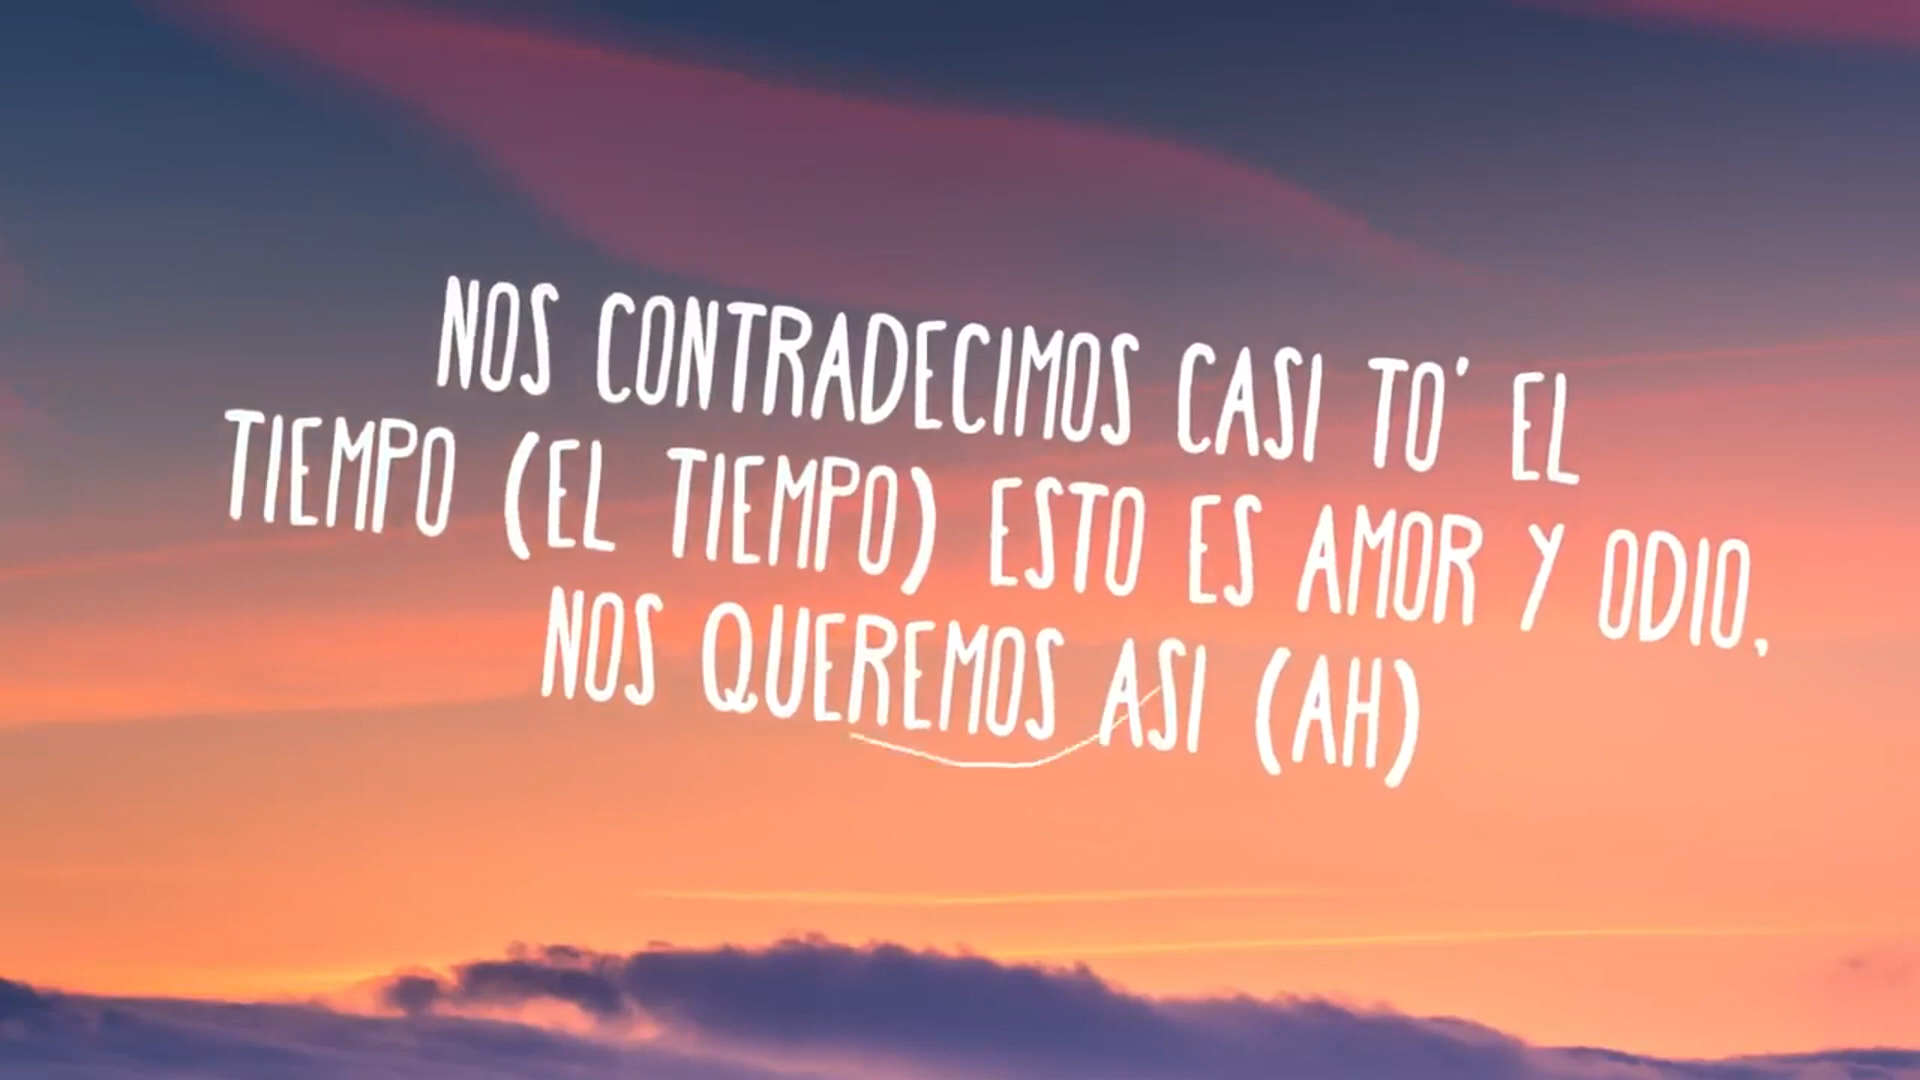 NOS CONTRADECIMOS CASI TO' EL
TIEMPO (EL TIEMPO) ESTO ES AMOR Y ODIO,
NOS QUEREMOS ASI (AH)